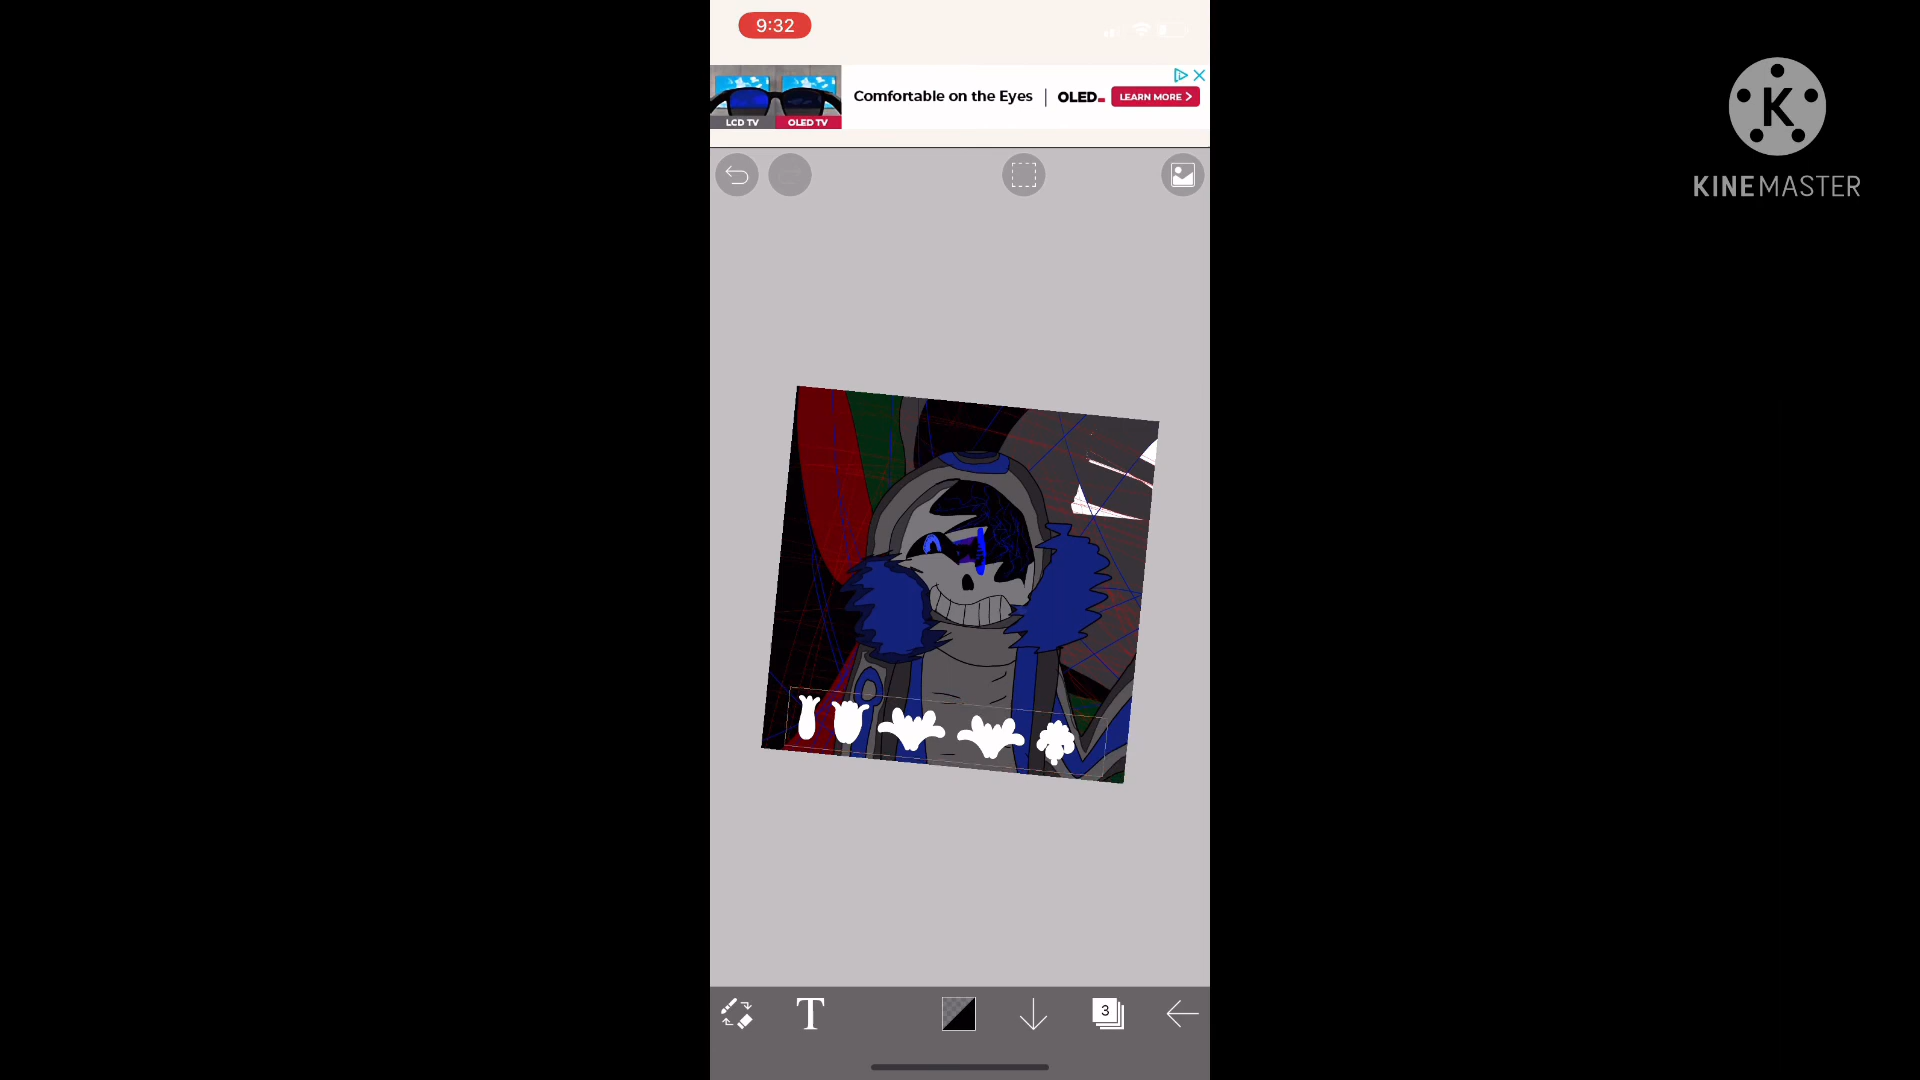 9:32
Comfortable on the Eyes
OLED
LEARN MORE >
LCD TV
OLED TV
K
KINEMASTER
T
3